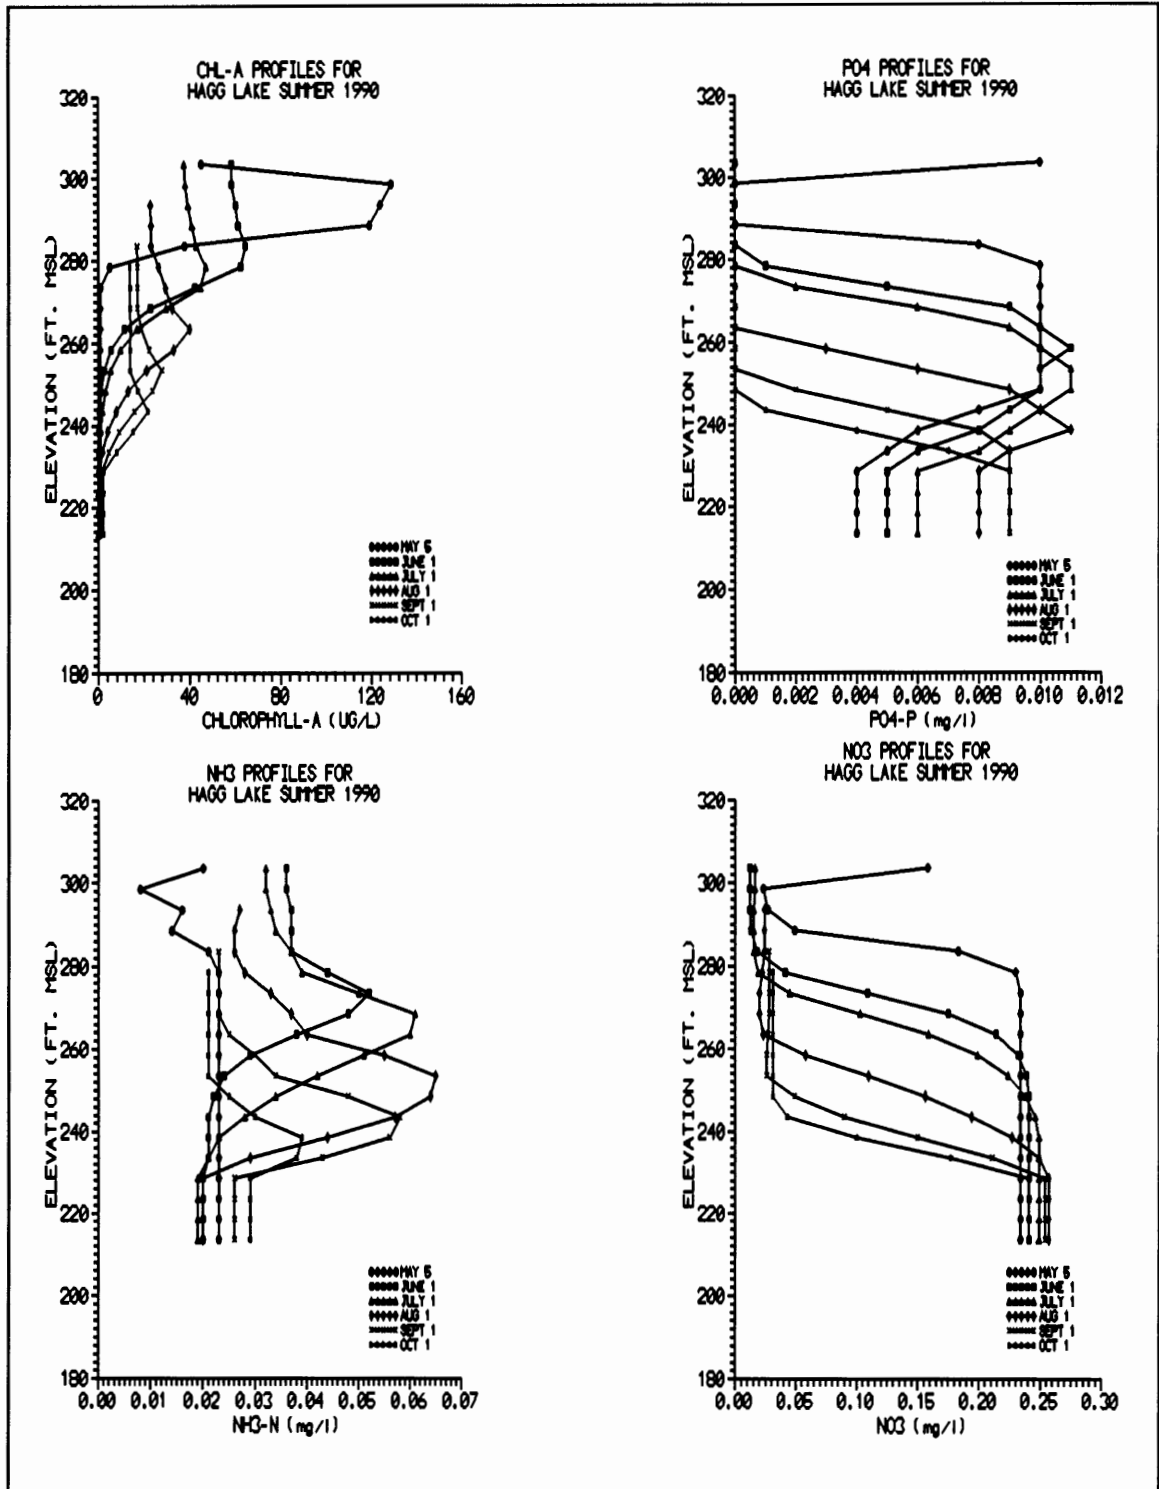 CHL-A PROFILES FOR
HAGG LAKE SUMMER 1990
320
300
280
260
240
220
200
180
ELEVATION (FT. MSL)
0 40 80 120 160
CHLOROPHYLL-A (UG/L)
MAY 5
JUNE 1
JULY 1
AUG 1
SEPT 1
OCT 1
PO4 PROFILES FOR
HAGG LAKE SUMMER 1990
320
300
280
260
240
220
200
180
ELEVATION (FT. MSL)
0.000 0.002 0.004 0.006 0.008 0.010 0.012
PO4-P (mg/l)
MAY 5
JUNE 1
JULY 1
AUG 1
SEPT 1
OCT 1
NH3 PROFILES FOR
HAGG LAKE SUMMER 1990
320
300
280
260
240
220
200
180
ELEVATION (FT. MSL)
0.00 0.01 0.02 0.03 0.04 0.05 0.06 0.07
NH3-N (mg/l)
MAY 5
JUNE 1
JULY 1
AUG 1
SEPT 1
OCT 1
NO3 PROFILES FOR
HAGG LAKE SUMMER 1990
320
300
280
260
240
220
200
180
ELEVATION (FT. MSL)
0.00 0.05 0.10 0.15 0.20 0.25 0.30
NO3 (mg/l)
MAY 5
JUNE 1
JULY 1
AUG 1
SEPT 1
OCT 1